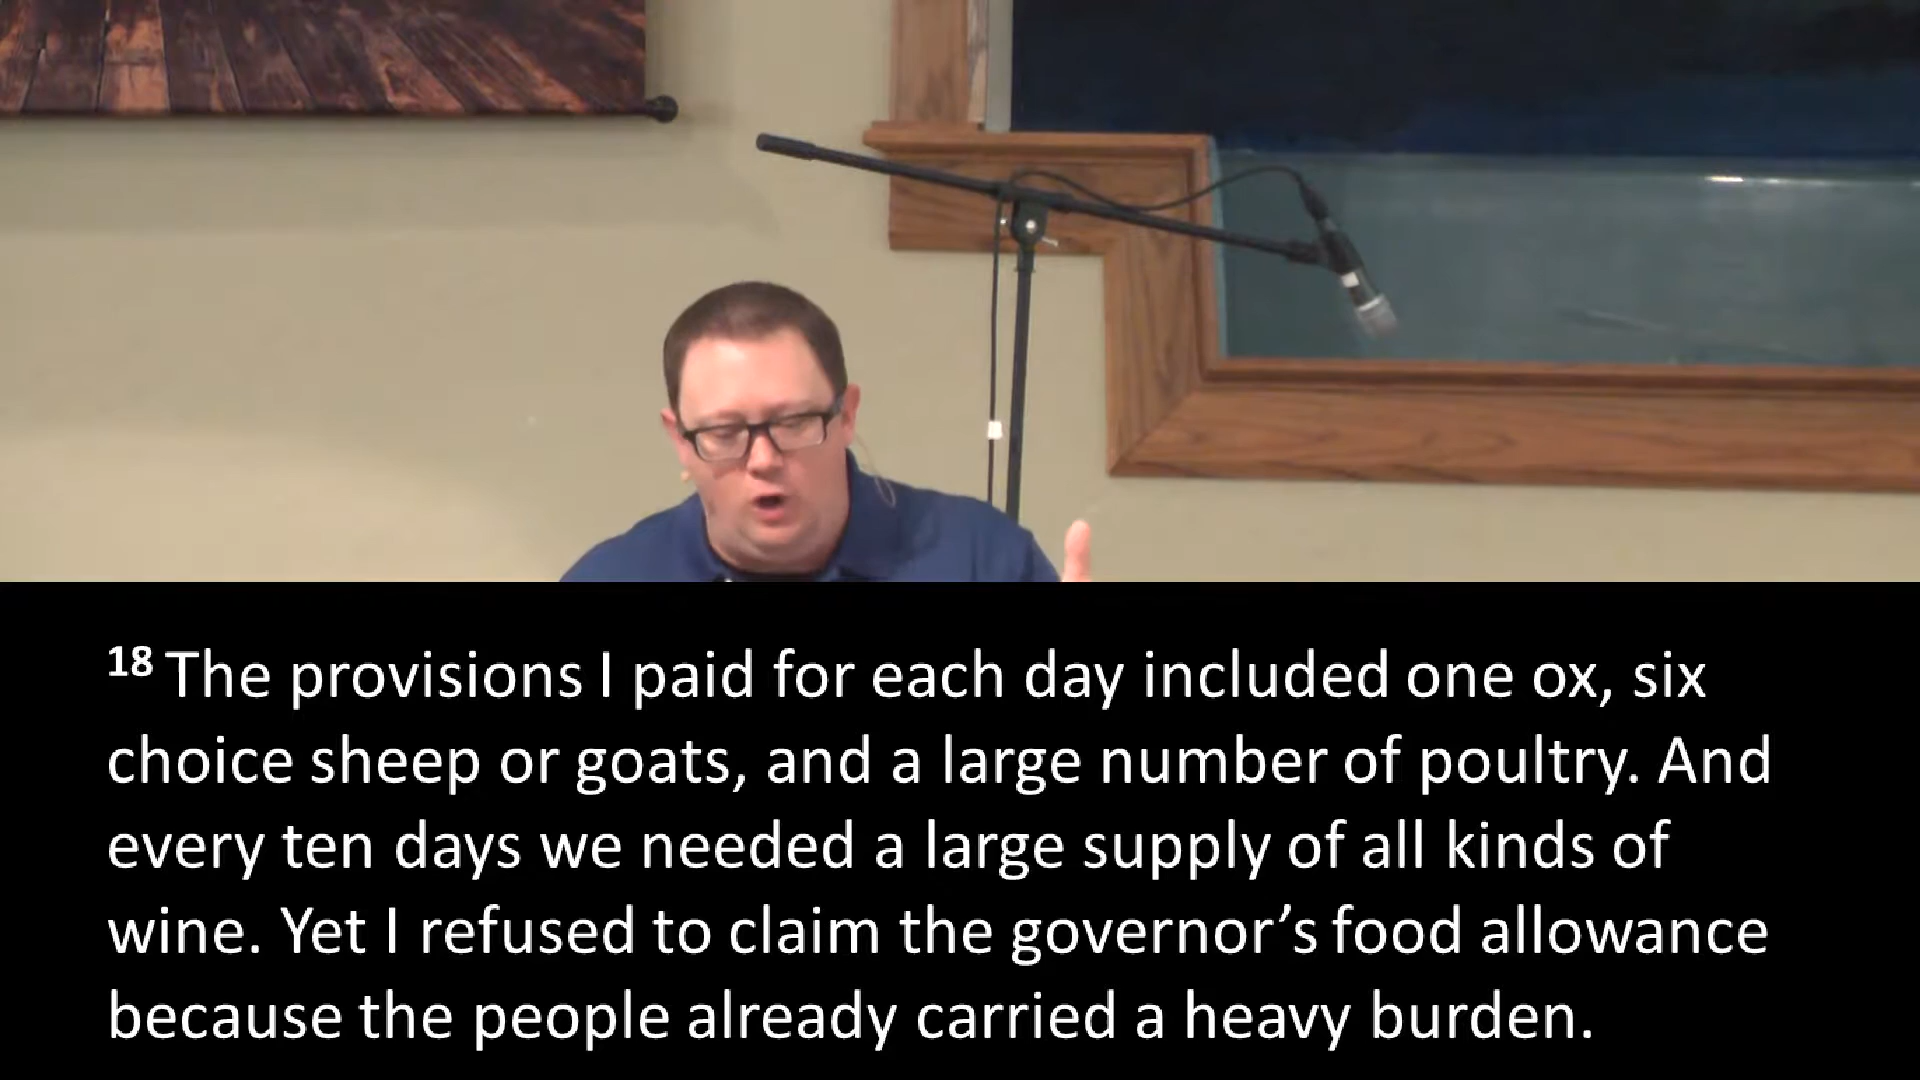 18 The provisions I paid for each day included one ox, six
choice sheep or goats, and a large number of poultry. And
every ten days we needed a large supply of all kinds of
wine. Yet I refused to claim the governor’s food allowance
because the people already carried a heavy burden.